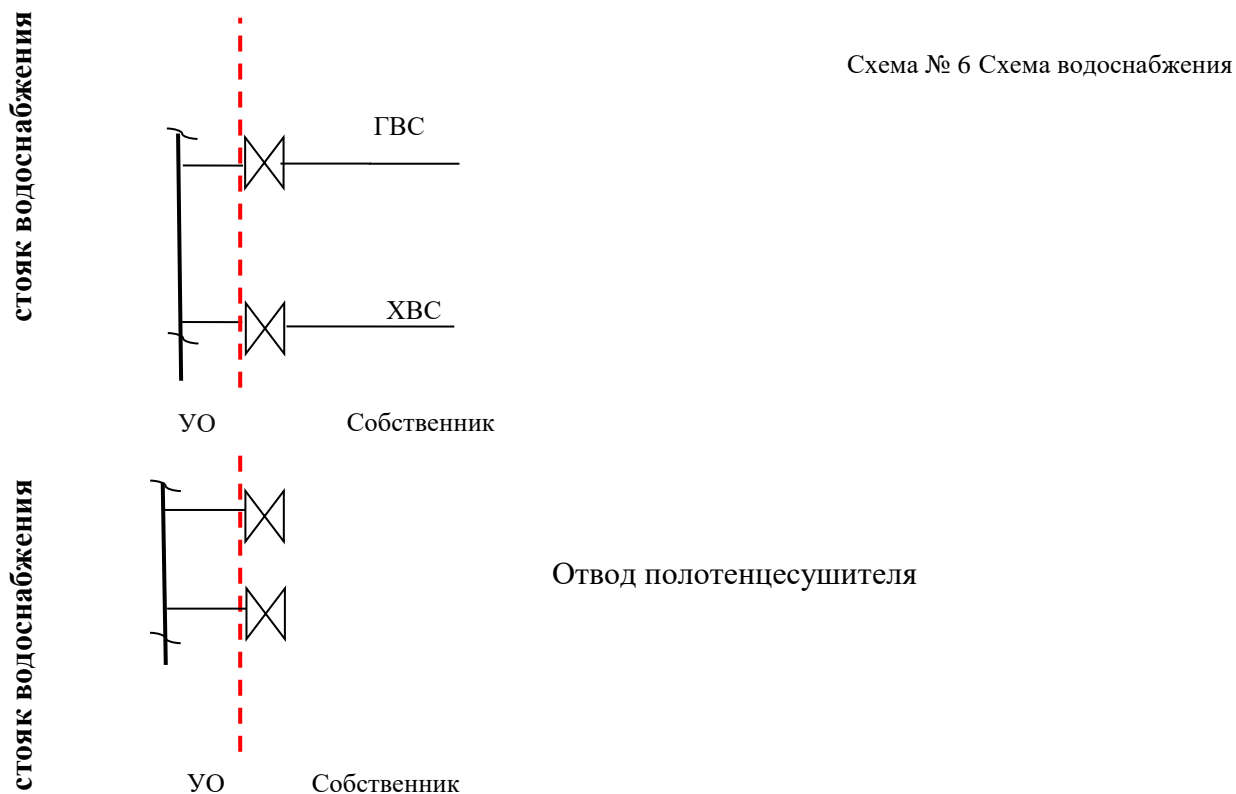 Схема № 6 Схема водоснабжения
стояк водоснабжения
ГВС
ХВС
УО
Собственник
стояк водоснабжения
Отвод полотенцесушителя
УО
Собственник